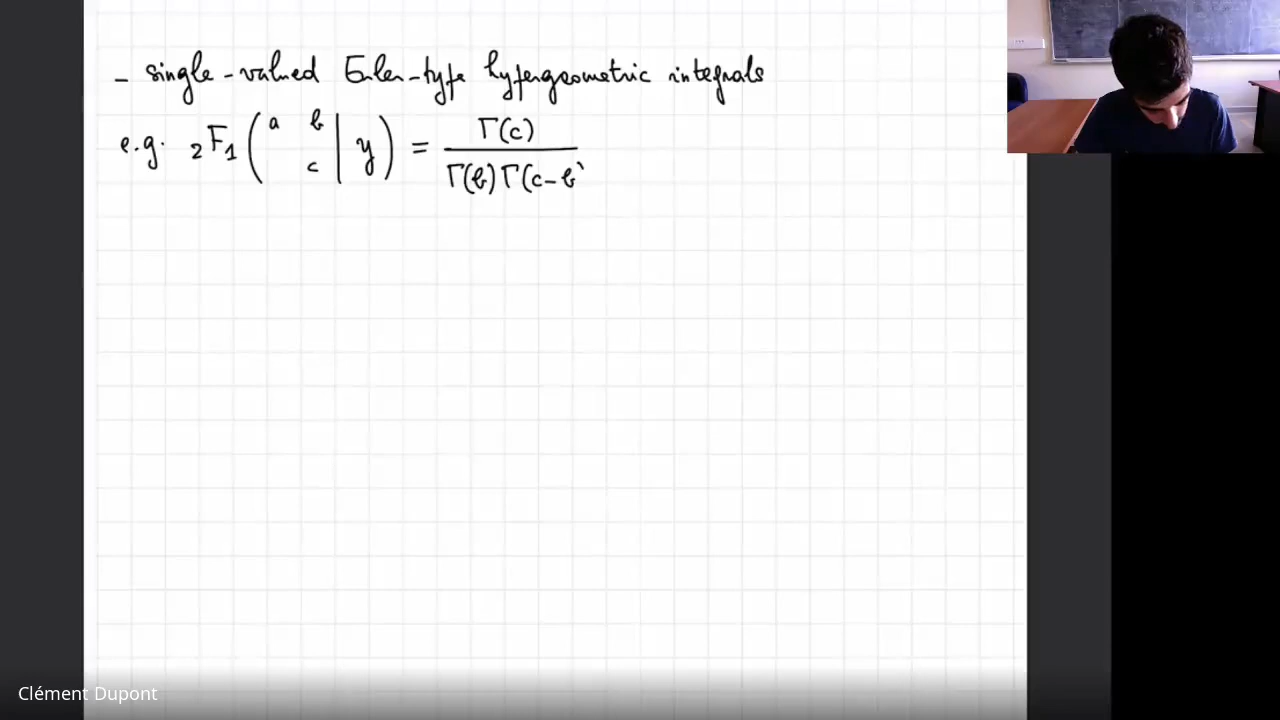 - single-valued Euler-type hypergeometric integrals
e.g. ₂F₁(a b c | y) = Γ(c) / Γ(b)Γ(c-b)
Clément Dupont